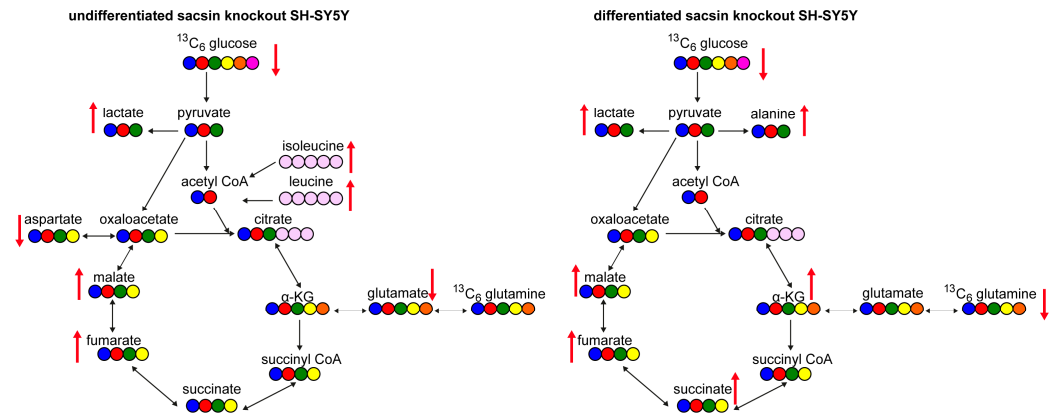 undifferentiated sacsin knockout SH-SY5Y
¹³C₆ glucose
lactate
pyruvate
isoleucine
acetyl CoA
leucine
aspartate
oxaloacetate
citrate
malate
α-KG
glutamate
¹³C₆ glutamine
fumarate
succinyl CoA
succinate
differentiated sacsin knockout SH-SY5Y
¹³C₆ glucose
lactate
pyruvate
alanine
acetyl CoA
oxaloacetate
citrate
malate
α-KG
glutamate
¹³C₆ glutamine
fumarate
succinyl CoA
succinate